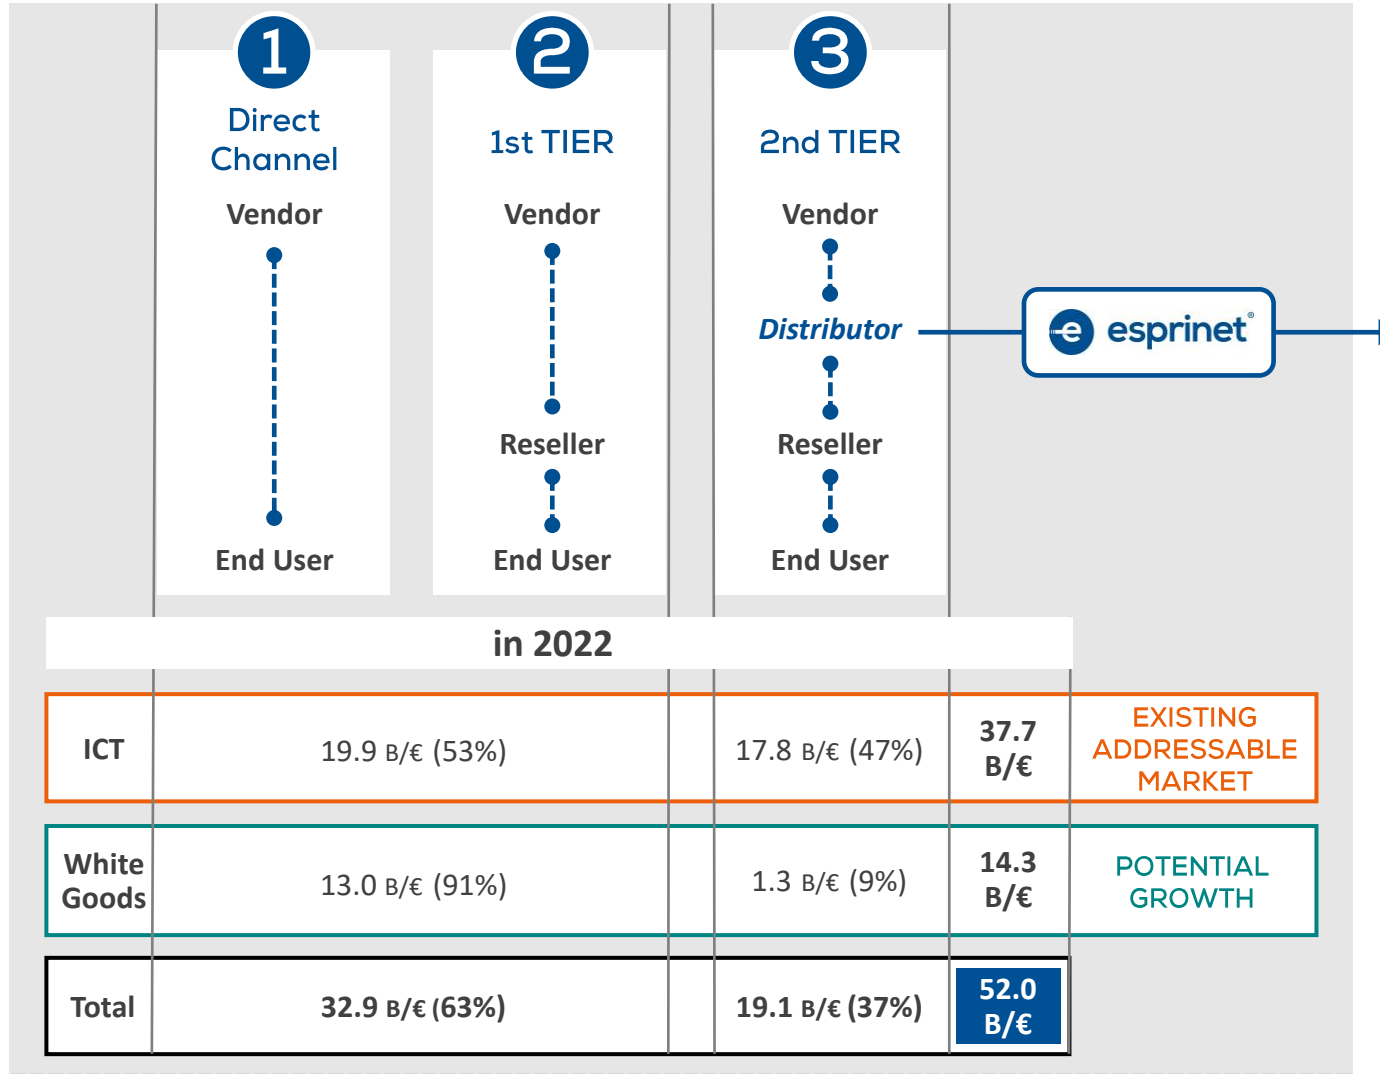 1
Direct
Channel
Vendor
End User
2
1st TIER
Vendor
Reseller
End User
3
2nd TIER
Vendor
Distributor
Reseller
End User
e esprinet®
in 2022
ICT
19.9 B/€ (53%)
17.8 B/€ (47%)
37.7
B/€
EXISTING
ADDRESSABLE
MARKET
White
Goods
13.0 B/€ (91%)
1.3 B/€ (9%)
14.3
B/€
POTENTIAL
GROWTH
Total
32.9 B/€ (63%)
19.1 B/€ (37%)
52.0
B/€